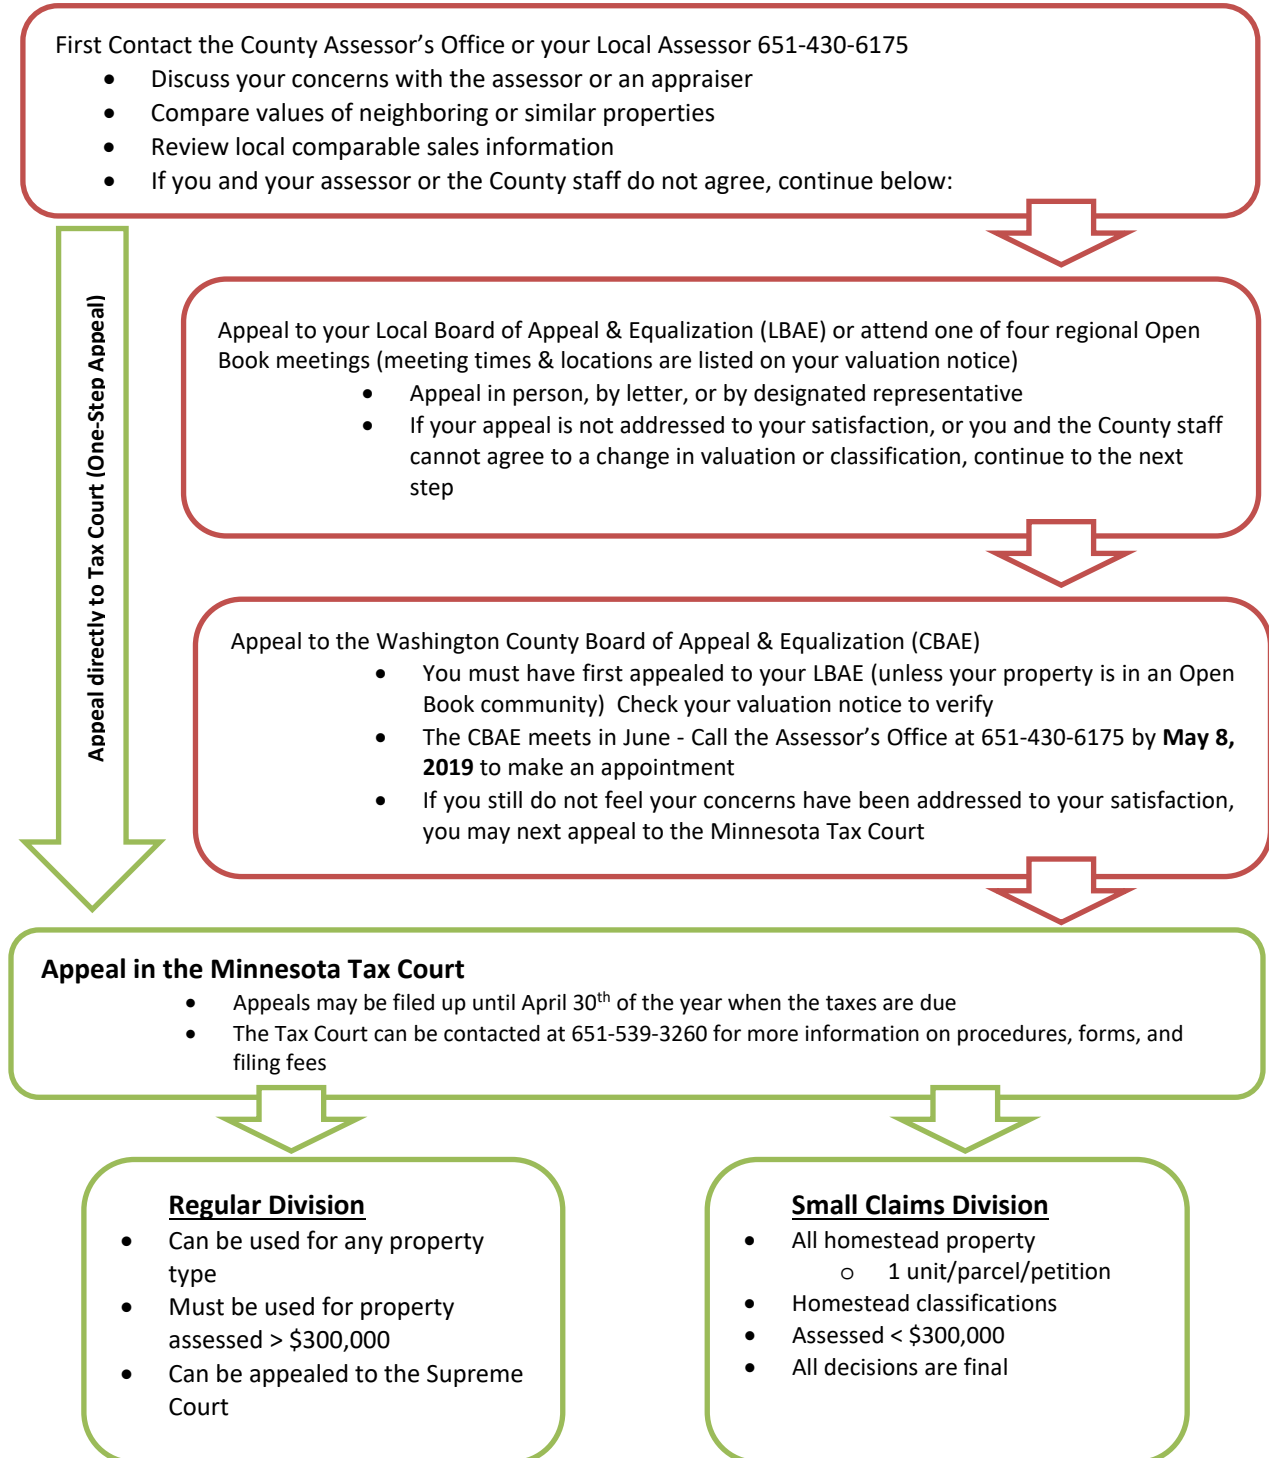 First Contact the County Assessor’s Office or your Local Assessor 651-430-6175
• Discuss your concerns with the assessor or an appraiser
• Compare values of neighboring or similar properties
• Review local comparable sales information
• If you and your assessor or the County staff do not agree, continue below:
Appeal directly to Tax Court (One-Step Appeal)
Appeal to your Local Board of Appeal & Equalization (LBAE) or attend one of four regional Open
Book meetings (meeting times & locations are listed on your valuation notice)
• Appeal in person, by letter, or by designated representative
• If your appeal is not addressed to your satisfaction, or you and the County staff
cannot agree to a change in valuation or classification, continue to the next
step
Appeal to the Washington County Board of Appeal & Equalization (CBAE)
• You must have first appealed to your LBAE (unless your property is in an Open
Book community)  Check your valuation notice to verify
• The CBAE meets in June - Call the Assessor’s Office at 651-430-6175 by May 8,
2019 to make an appointment
• If you still do not feel your concerns have been addressed to your satisfaction,
you may next appeal to the Minnesota Tax Court
Appeal in the Minnesota Tax Court
• Appeals may be filed up until April 30th of the year when the taxes are due
• The Tax Court can be contacted at 651-539-3260 for more information on procedures, forms, and
filing fees
Regular Division
• Can be used for any property
type
• Must be used for property
assessed > $300,000
• Can be appealed to the Supreme
Court
Small Claims Division
• All homestead property
o 1 unit/parcel/petition
• Homestead classifications
• Assessed < $300,000
• All decisions are final